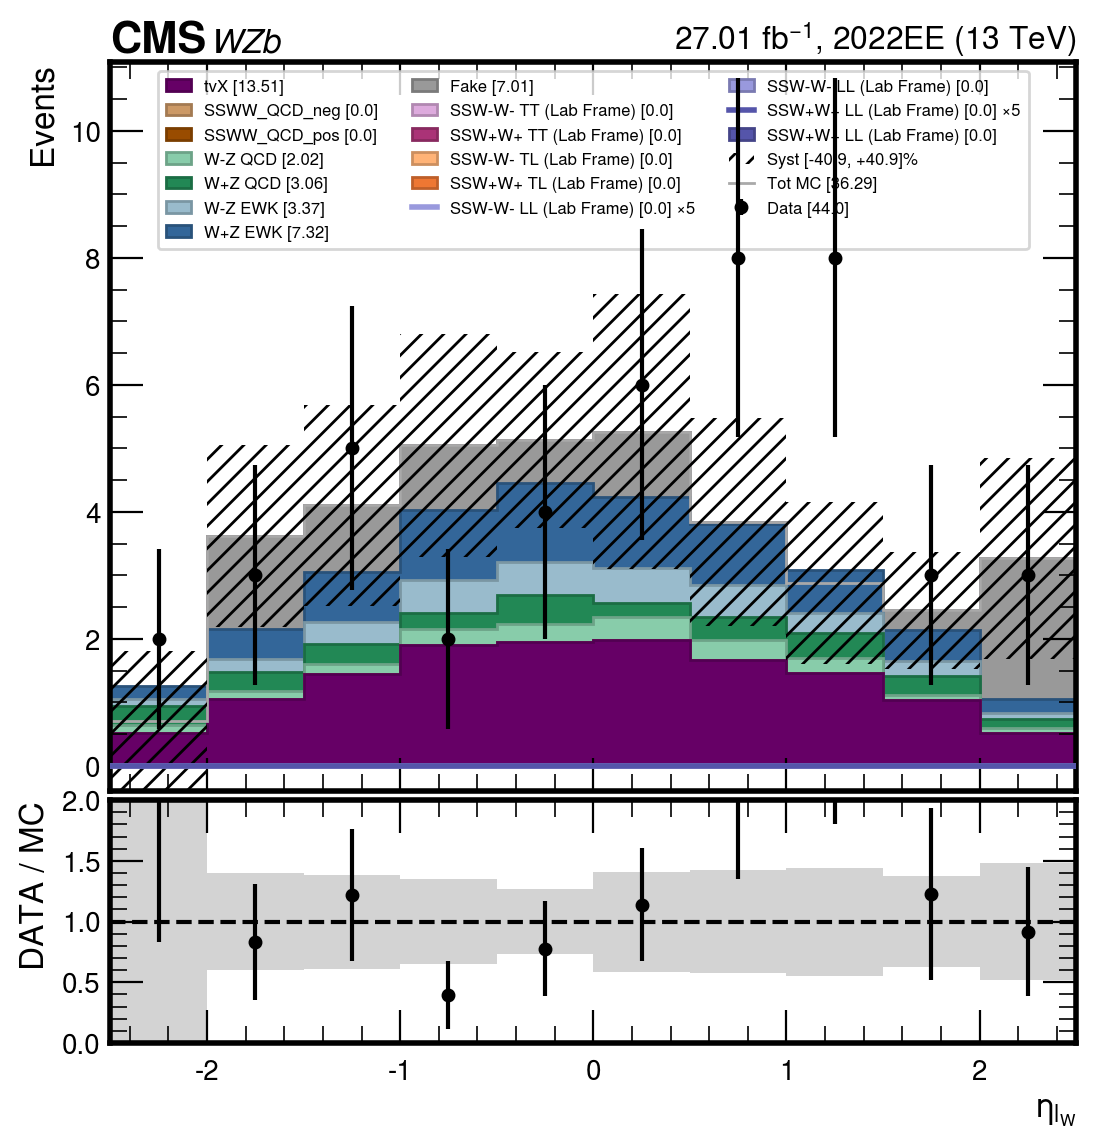 CMS WZb 27.01 fb⁻¹, 2022EE (13 TeV)
Events
tvX [13.51]
SSWW_QCD_neg [0.0]
SSWW_QCD_pos [0.0]
W-Z QCD [2.02]
W+Z QCD [3.06]
W-Z EWK [3.37]
W+Z EWK [7.32]
Fake [7.01]
SSW-W- TT (Lab Frame) [0.0]
SSW+W+ TT (Lab Frame) [0.0]
SSW-W- TL (Lab Frame) [0.0]
SSW+W+ TL (Lab Frame) [0.0]
SSW-W- LL (Lab Frame) [0.0] ×5
SSW-W- LL (Lab Frame) [0.0]
SSW+W+ LL (Lab Frame) [0.0] ×5
SSW+W+ LL (Lab Frame) [0.0]
Syst [-40.9, +40.9]%
Tot MC [36.29]
Data [44.0]
10
8
6
4
2
0
DATA / MC
2.0
1.5
1.0
0.5
0.0
-2 -1 0 1 2
η_{l_W}